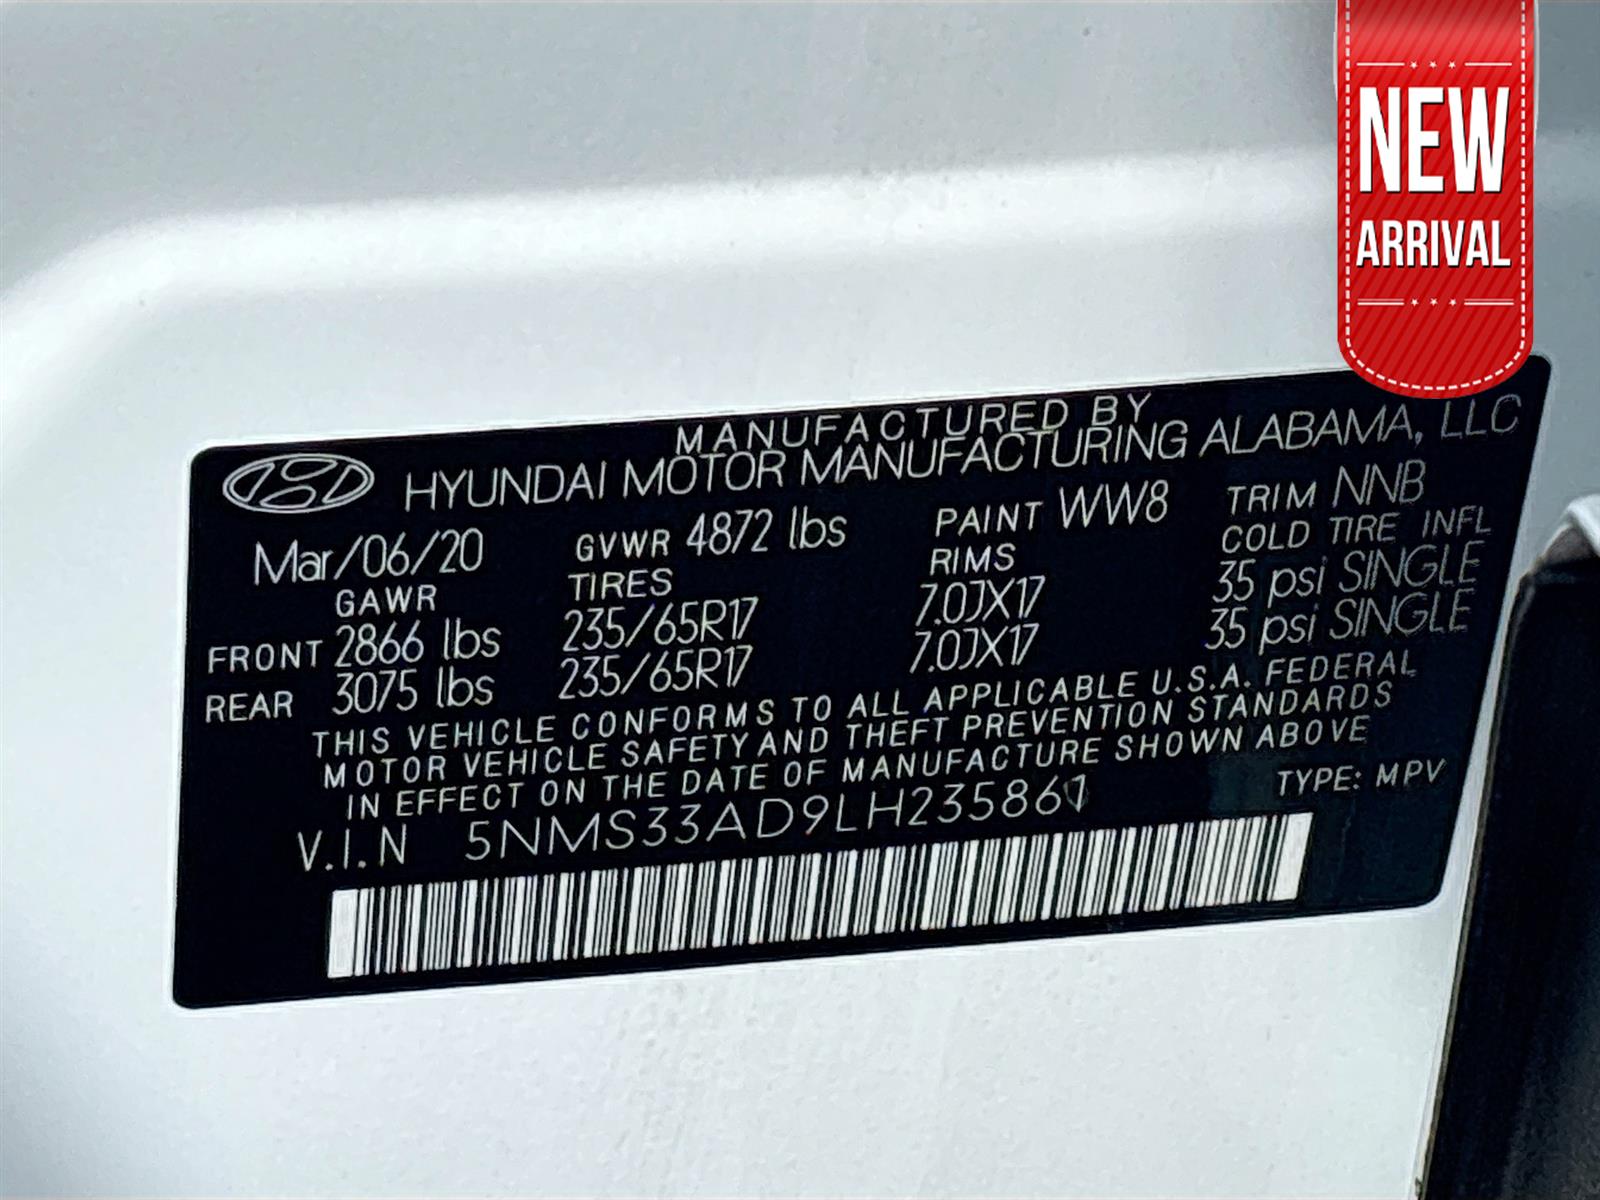 NEW
ARRIVAL
MANUFACTURED BY
HYUNDAI MOTOR MANUFACTURING ALABAMA, LLC
Mar/06/20 GVWR 4872 lbs PAINT WW8 TRIM NNB
GAWR TIRES RIMS COLD TIRE INFL
FRONT 2866 lbs 235/65R17 7.0JX17 35 psi SINGLE
REAR 3075 lbs 235/65R17 7.0JX17 35 psi SINGLE
THIS VEHICLE CONFORMS TO ALL APPLICABLE U.S.A. FEDERAL
MOTOR VEHICLE SAFETY AND THEFT PREVENTION STANDARDS
IN EFFECT ON THE DATE OF MANUFACTURE SHOWN ABOVE
V.I.N 5NMS33AD9LH235861 TYPE: MPV